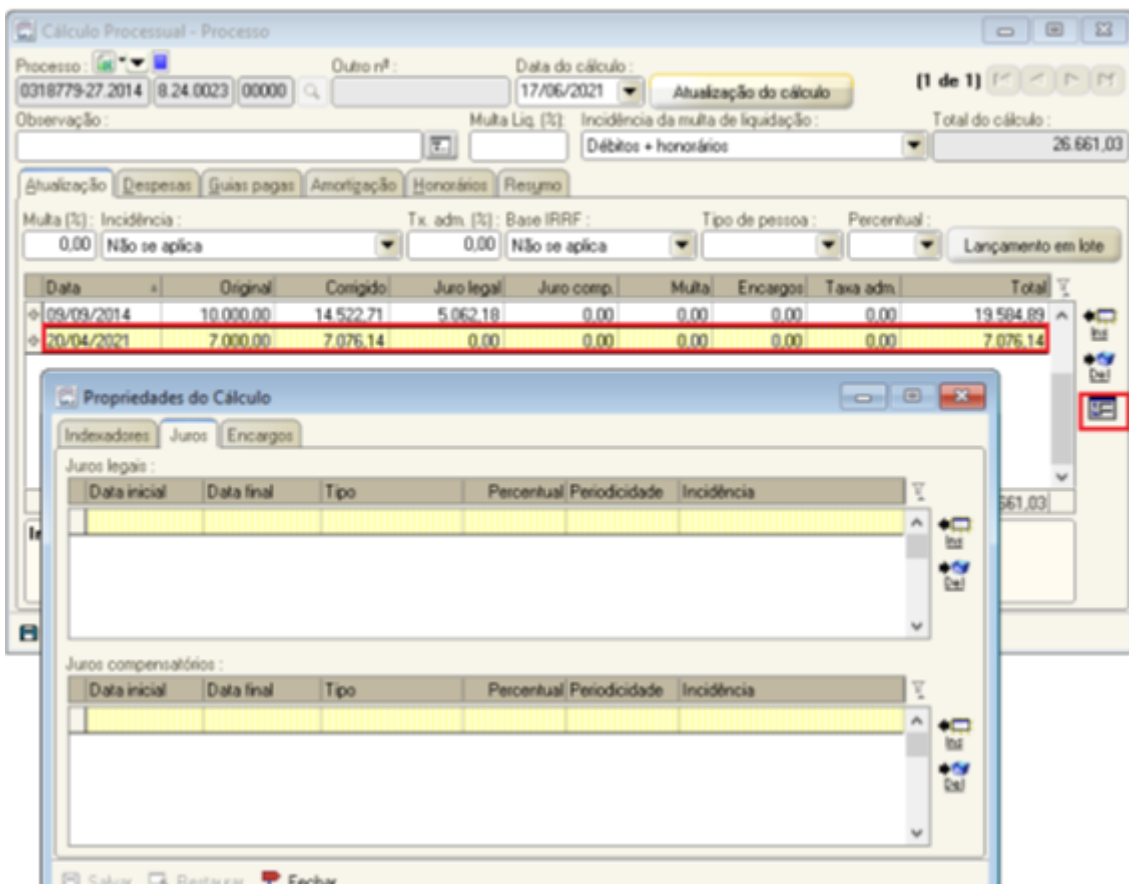 Cálculo Processual - Processo
Processo : Outro nº : Data do cálculo :
0318779-27.2014 8.24.0023 00000 17/06/2021 Atualização do cálculo (1 de 1)
Observação : Multa Liq. (%): Incidência da multa de liquidação : Total do cálculo :
Débitos + honorários 26.661,03
Atualização Despesas Guias pagas Amortização Honorários Resumo
Multa (%) : Incidência : Tx. adm. (%) : Base IRRF : Tipo de pessoa : Percentual :
0,00 Não se aplica 0,00 Não se aplica Lançamento em lote
Data Original Corrigido Juro legal Juro comp. Multa Encargos Taxa adm. Total
09/09/2014 10.000,00 14.522,71 5.062,18 0,00 0,00 0,00 0,00 19.584,89
20/04/2021 7.000,00 7.076,14 0,00 0,00 0,00 0,00 0,00 7.076,14
Ins
Del
Propriedades do Cálculo
Indexadores Juros Encargos
Juros legais :
Data inicial Data final Tipo Percentual Periodicidade Incidência
661,03
Ins
Del
Juros compensatórios :
Data inicial Data final Tipo Percentual Periodicidade Incidência
Ins
Del
Salvar Restaurar Fechar